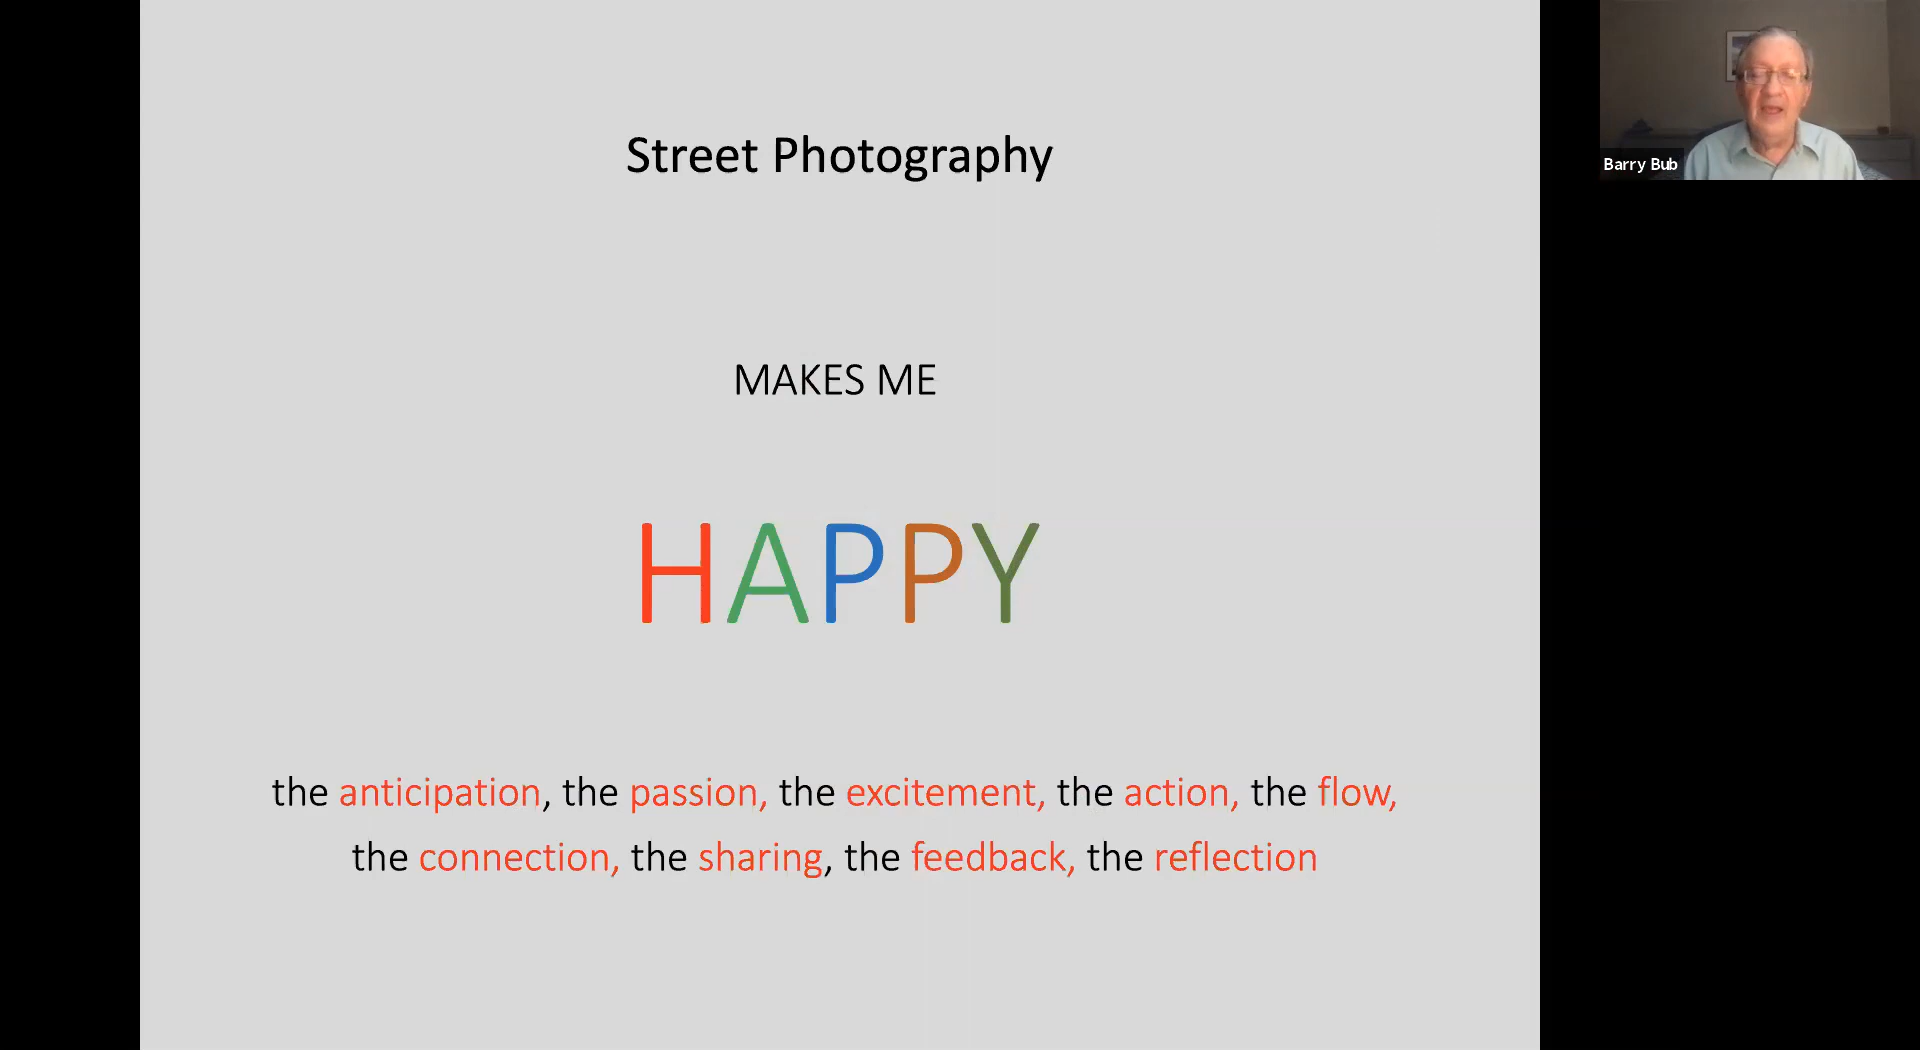 Street Photography
MAKES ME
HAPPY
the anticipation, the passion, the excitement, the action, the flow,
the connection, the sharing, the feedback, the reflection
Barry Bub